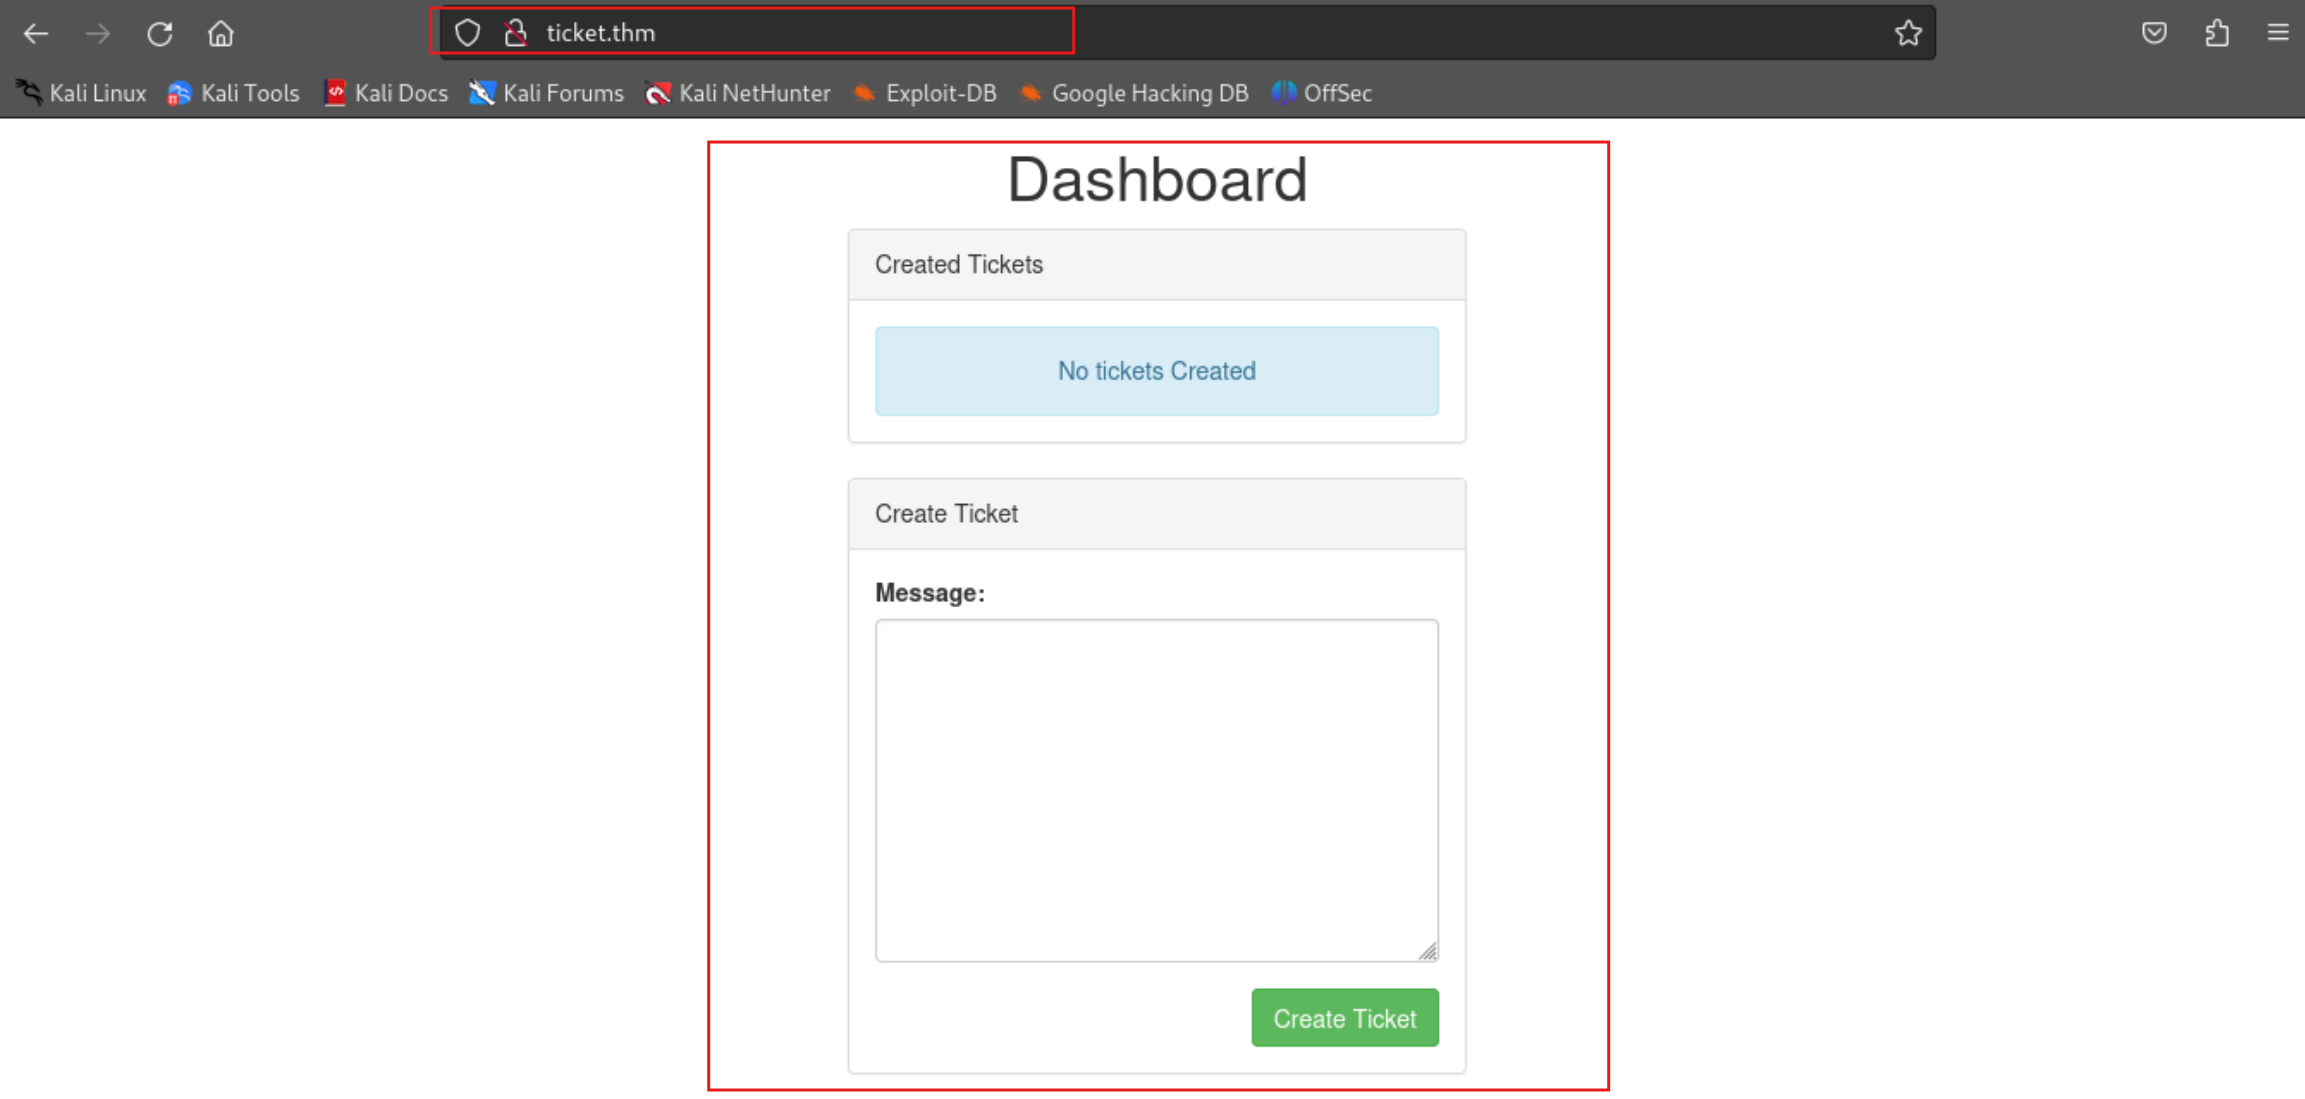 ticket.thm
Kali Linux Kali Tools Kali Docs Kali Forums Kali NetHunter Exploit-DB Google Hacking DB OffSec
Dashboard
Created Tickets
No tickets Created
Create Ticket
Message:
Create Ticket